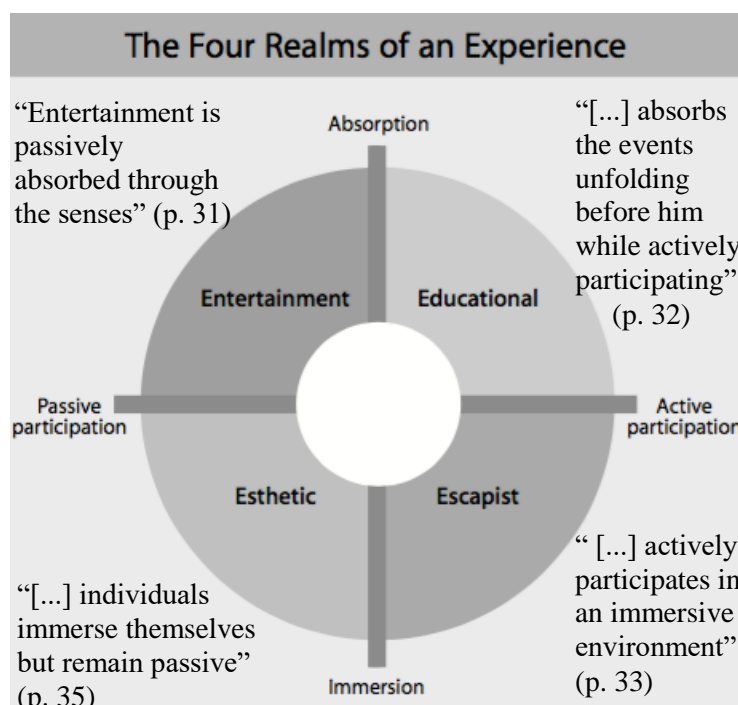 The Four Realms of an Experience
“Entertainment is
passively
absorbed through
the senses” (p. 31)
Absorption
“[...] absorbs
the events
unfolding
before him
while actively
participating”
(p. 32)
Entertainment
Educational
Passive
participation
Active
participation
Esthetic
Escapist
“[...] individuals
immerse themselves
but remain passive”
(p. 35)
Immersion
“ [...] actively
participates in
an immersive
environment”
(p. 33)